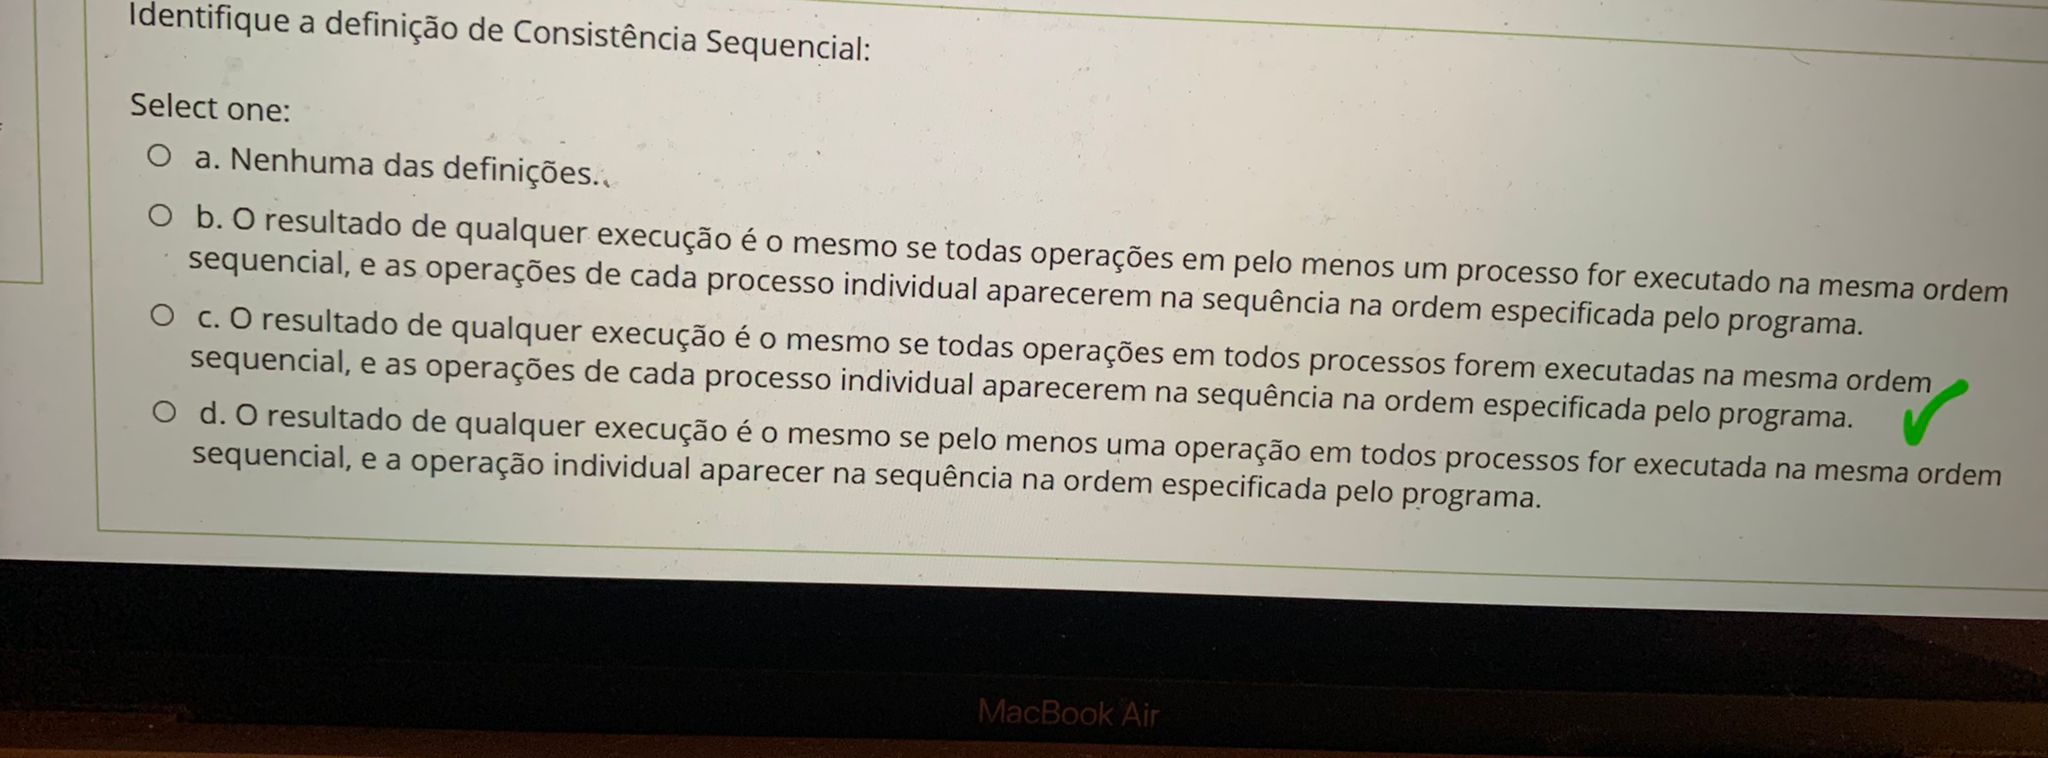 Identifique a definição de Consistência Sequencial:
Select one:
a. Nenhuma das definições..
b. O resultado de qualquer execução é o mesmo se todas operações em pelo menos um processo for executado na mesma ordem
sequencial, e as operações de cada processo individual aparecerem na sequência na ordem especificada pelo programa.
c. O resultado de qualquer execução é o mesmo se todas operações em todos processos forem executadas na mesma ordem
sequencial, e as operações de cada processo individual aparecerem na sequência na ordem especificada pelo programa.
d. O resultado de qualquer execução é o mesmo se pelo menos uma operação em todos processos for executada na mesma ordem
sequencial, e a operação individual aparecer na sequência na ordem especificada pelo programa.
MacBook Air